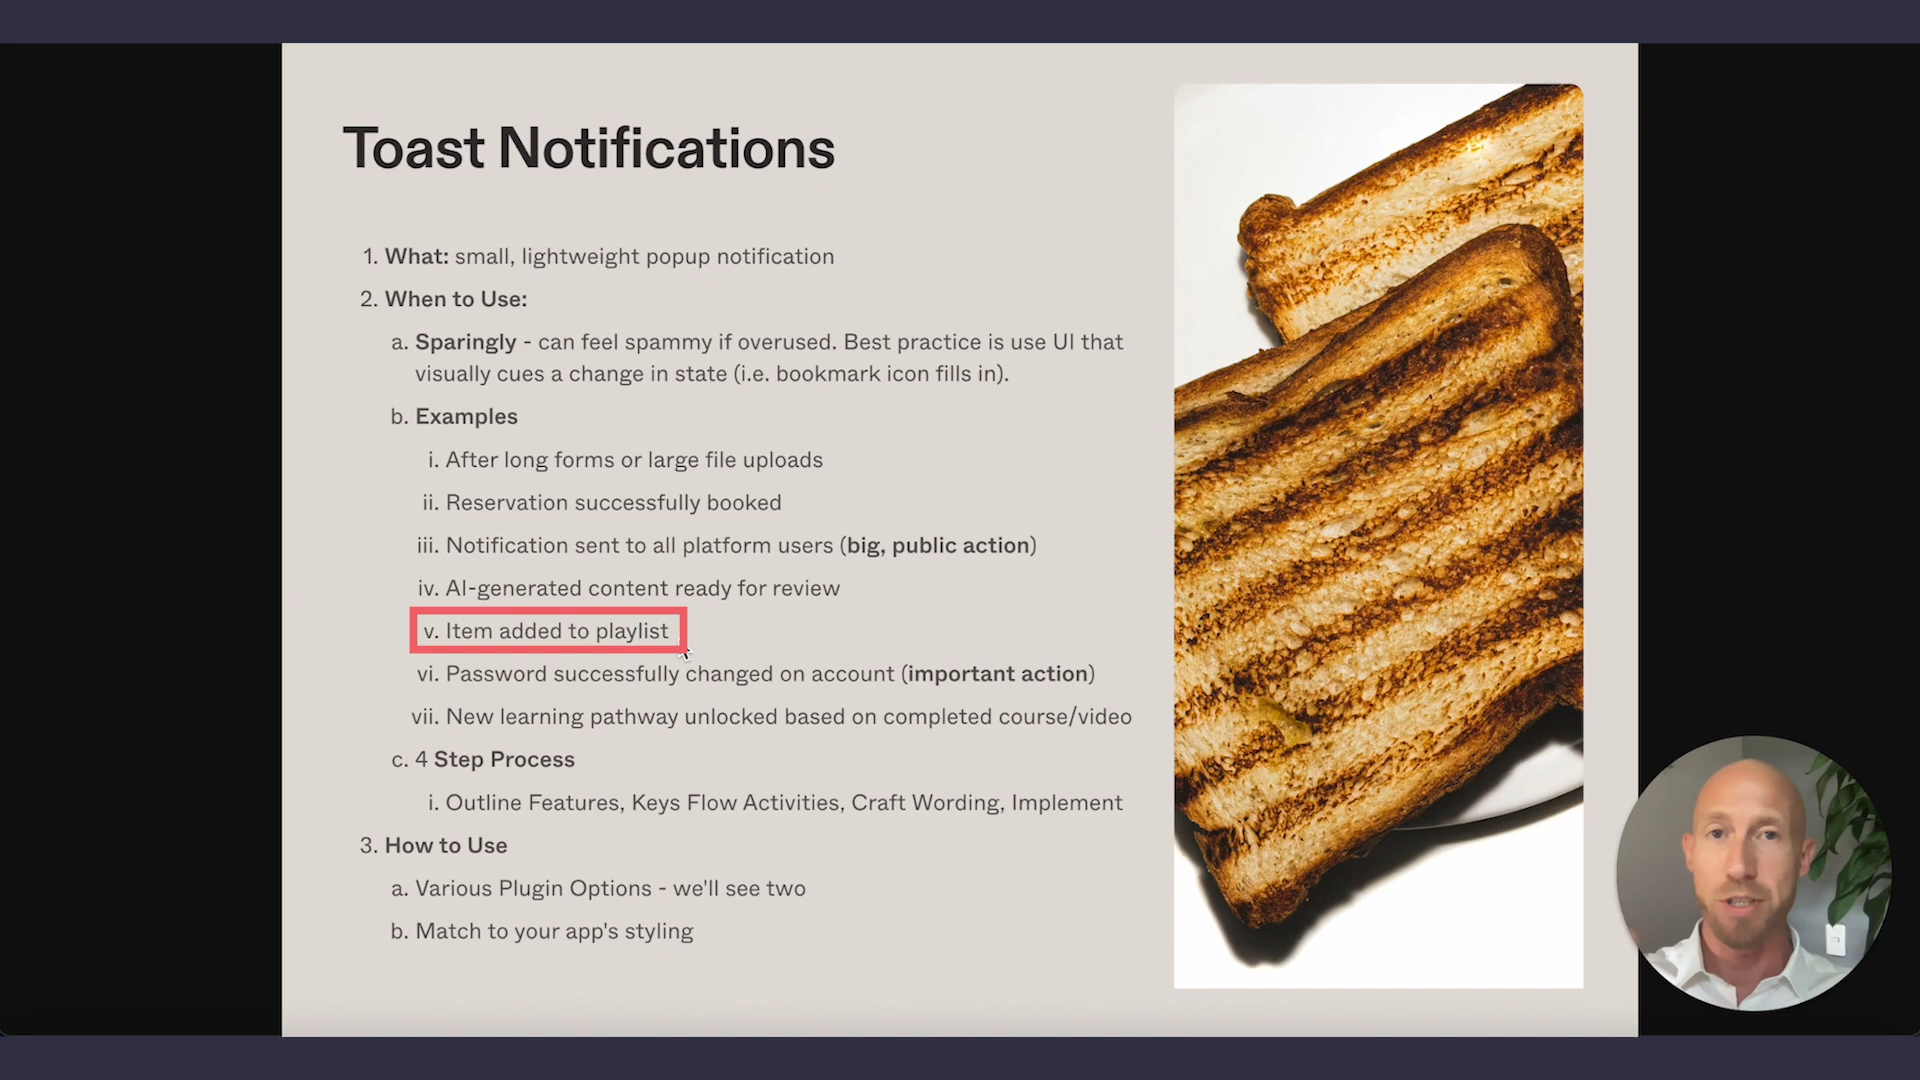 Toast Notifications
1. What: small, lightweight popup notification
2. When to Use:
a. Sparingly - can feel spammy if overused. Best practice is use UI that
visually cues a change in state (i.e. bookmark icon fills in).
b. Examples
i. After long forms or large file uploads
ii. Reservation successfully booked
iii. Notification sent to all platform users (big, public action)
iv. AI-generated content ready for review
v. Item added to playlist
vi. Password successfully changed on account (important action)
vii. New learning pathway unlocked based on completed course/video
c. 4 Step Process
i. Outline Features, Keys Flow Activities, Craft Wording, Implement
3. How to Use
a. Various Plugin Options - we'll see two
b. Match to your app's styling